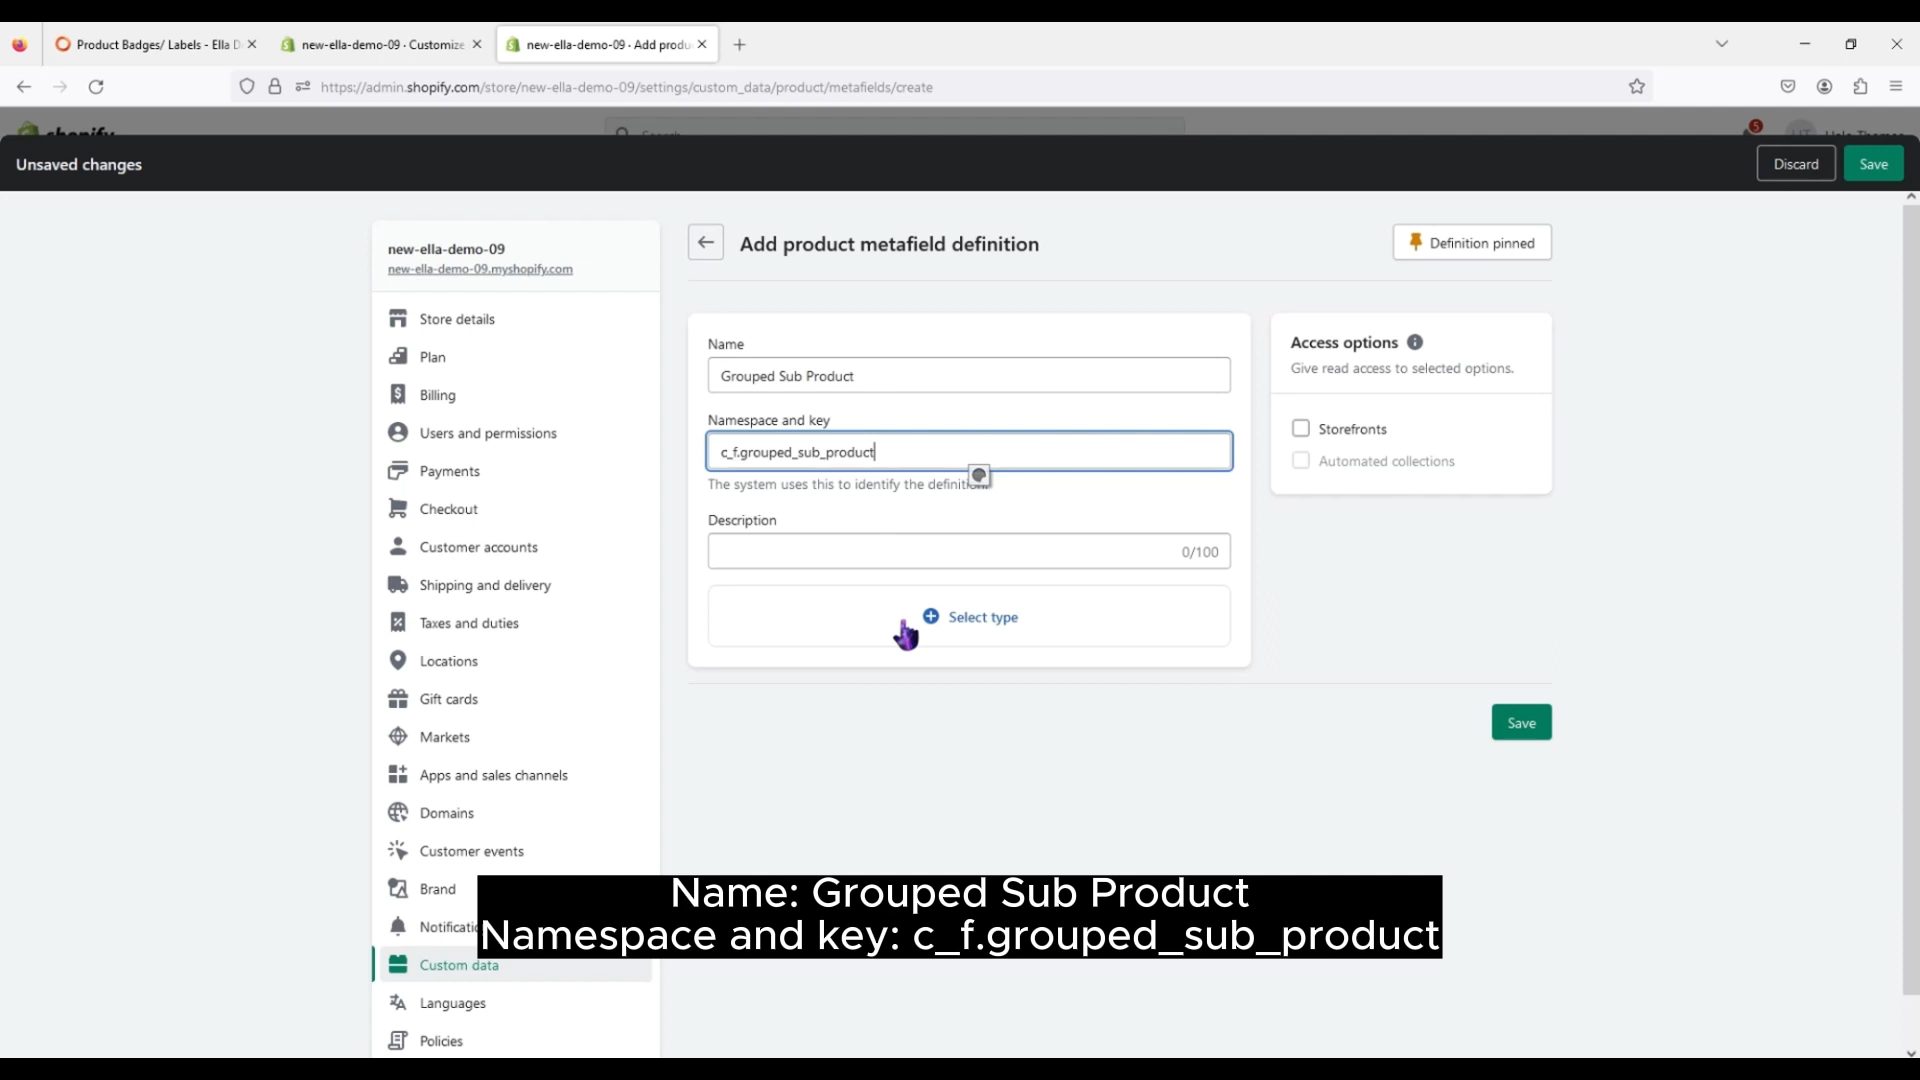 Product Badges/ Labels - Ella D
new-ella-demo-09 · Customize
new-ella-demo-09 · Add produ
https://admin.shopify.com/store/new-ella-demo-09/settings/custom_data/product/metafields/create
shopify
Search
5
Unsaved changes
Discard
Save
new-ella-demo-09
new-ella-demo-09.myshopify.com
Store details
Plan
Billing
Users and permissions
Payments
Checkout
Customer accounts
Shipping and delivery
Taxes and duties
Locations
Gift cards
Markets
Apps and sales channels
Domains
Customer events
Brand
Notificati
Custom data
Languages
Policies
Add product metafield definition
Definition pinned
Name
Grouped Sub Product
Namespace and key
c_f.grouped_sub_product
The system uses this to identify the definition.
Description
0/100
Select type
Access options
Give read access to selected options.
Storefronts
Automated collections
Save
Name: Grouped Sub Product
Namespace and key: c_f.grouped_sub_product